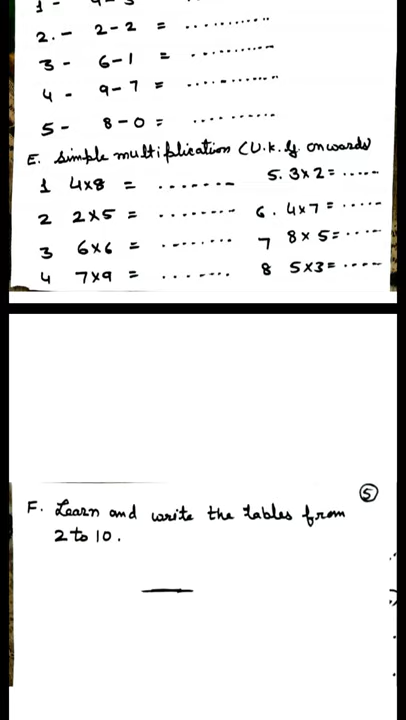 2. - 2-2 = ............
3 - 6-1 = ............
4 - 9-7 = ............
5 - 8-0 = ............
E. Simple multiplication (U.K.G. onwards)
1 4x8 = .......
2 2x5 = ........
3 6x6 = ........
4 7x9 = .......
5. 3x2 = .....
6. 4x7 = .....
7 8x5 = .....
8 5x3 = .....
5
F. Learn and write the tables from
2 to 10.